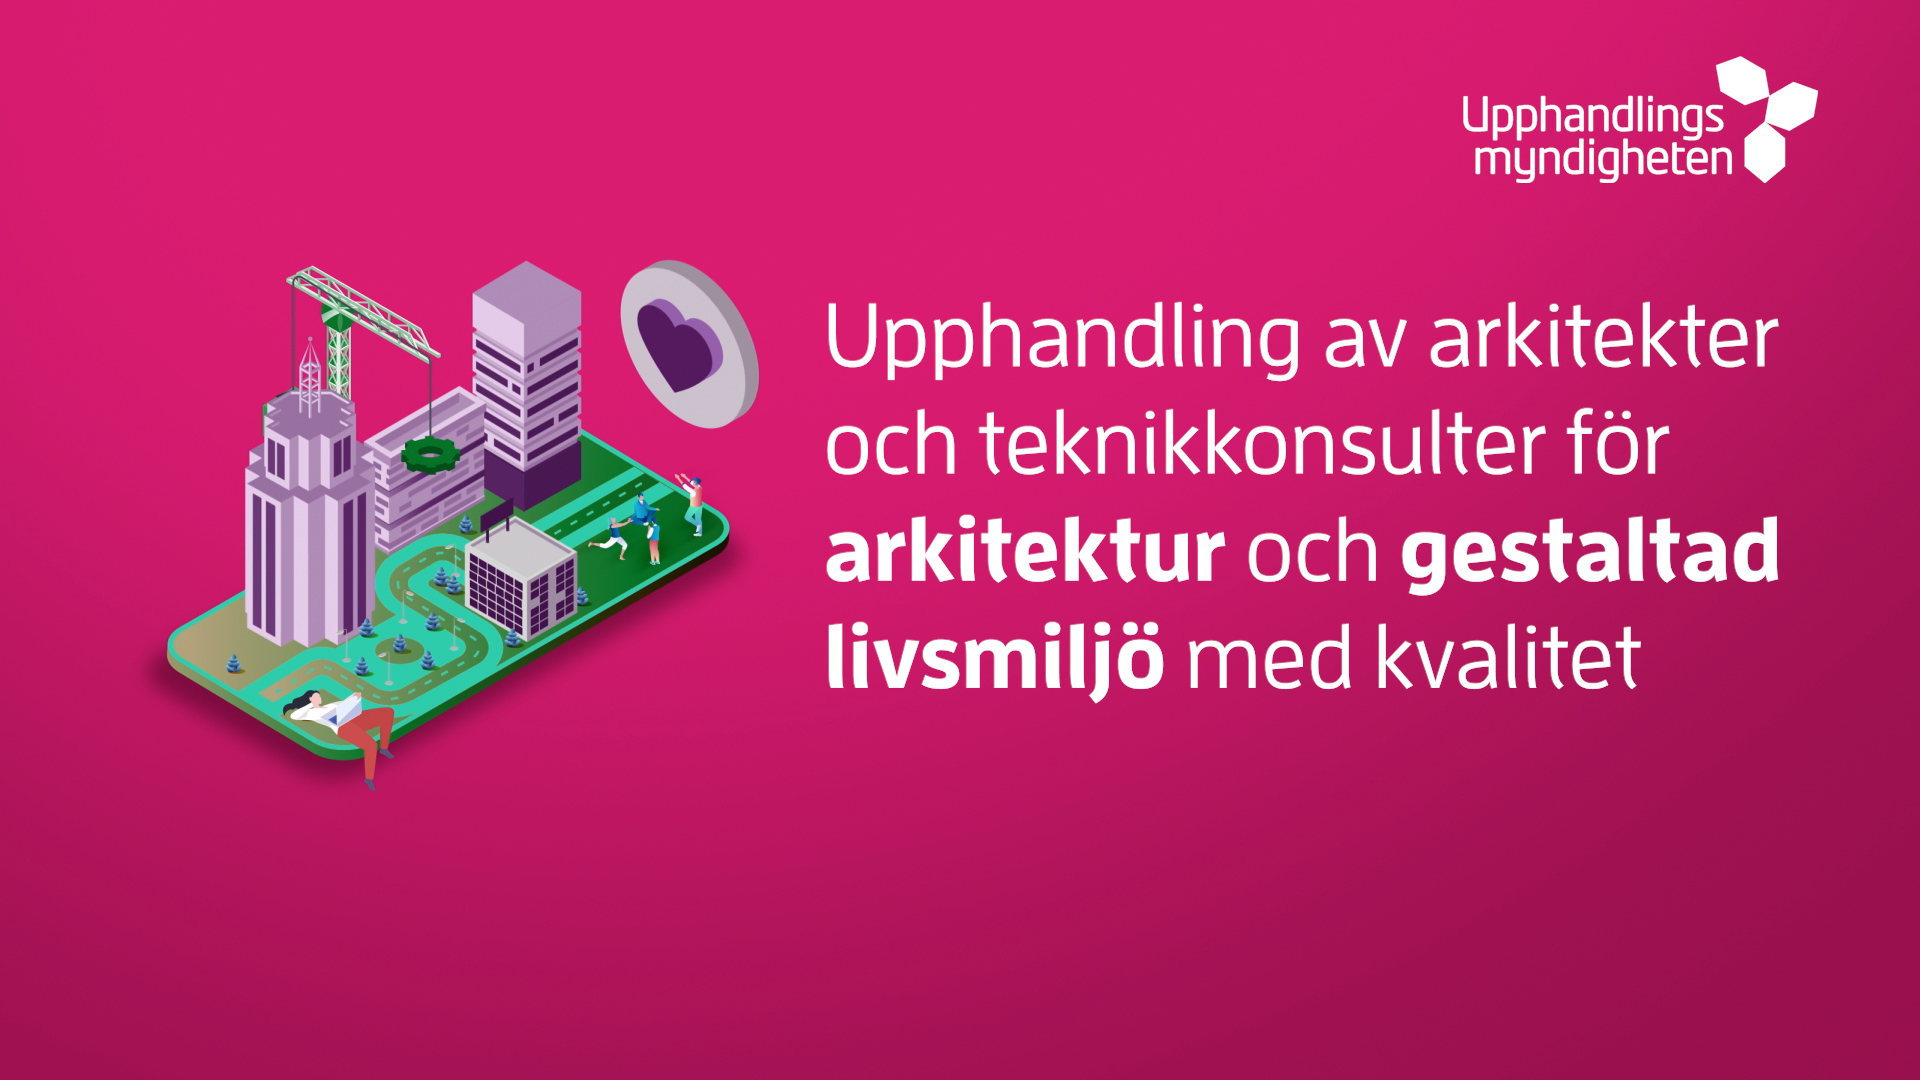 Upphandlings
myndigheten
Upphandling av arkitekter
och teknikkonsulter för
arkitektur och gestaltad
livsmiljö med kvalitet